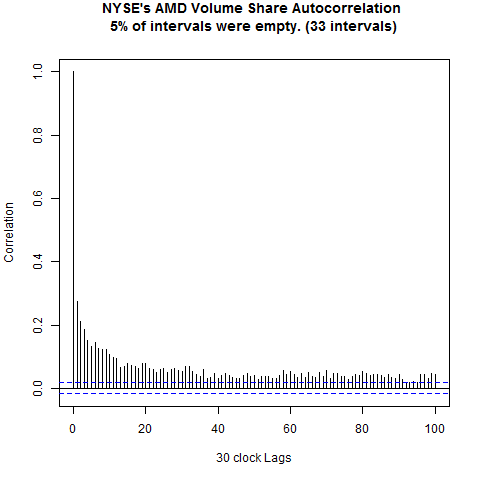 NYSE's AMD Volume Share Autocorrelation
5% of intervals were empty. (33 intervals)
1.0
0.8
0.6
0.4
0.2
0.0
Correlation
0 20 40 60 80 100
30 clock Lags